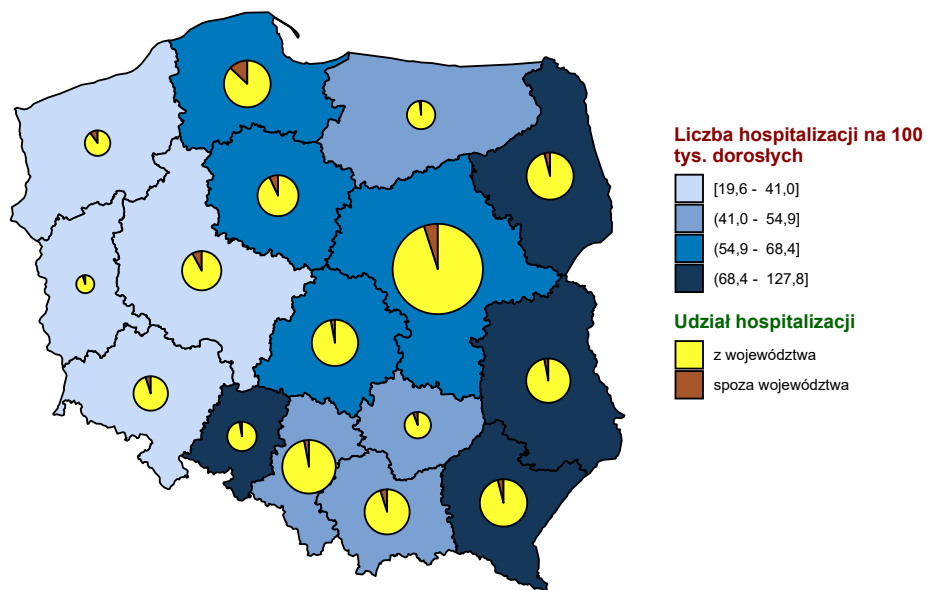 Liczba hospitalizacji na 100
tys. dorosłych
[19,6 - 41,0]
(41,0 - 54,9]
(54,9 - 68,4]
(68,4 - 127,8]
Udział hospitalizacji
z województwa
spoza województwa